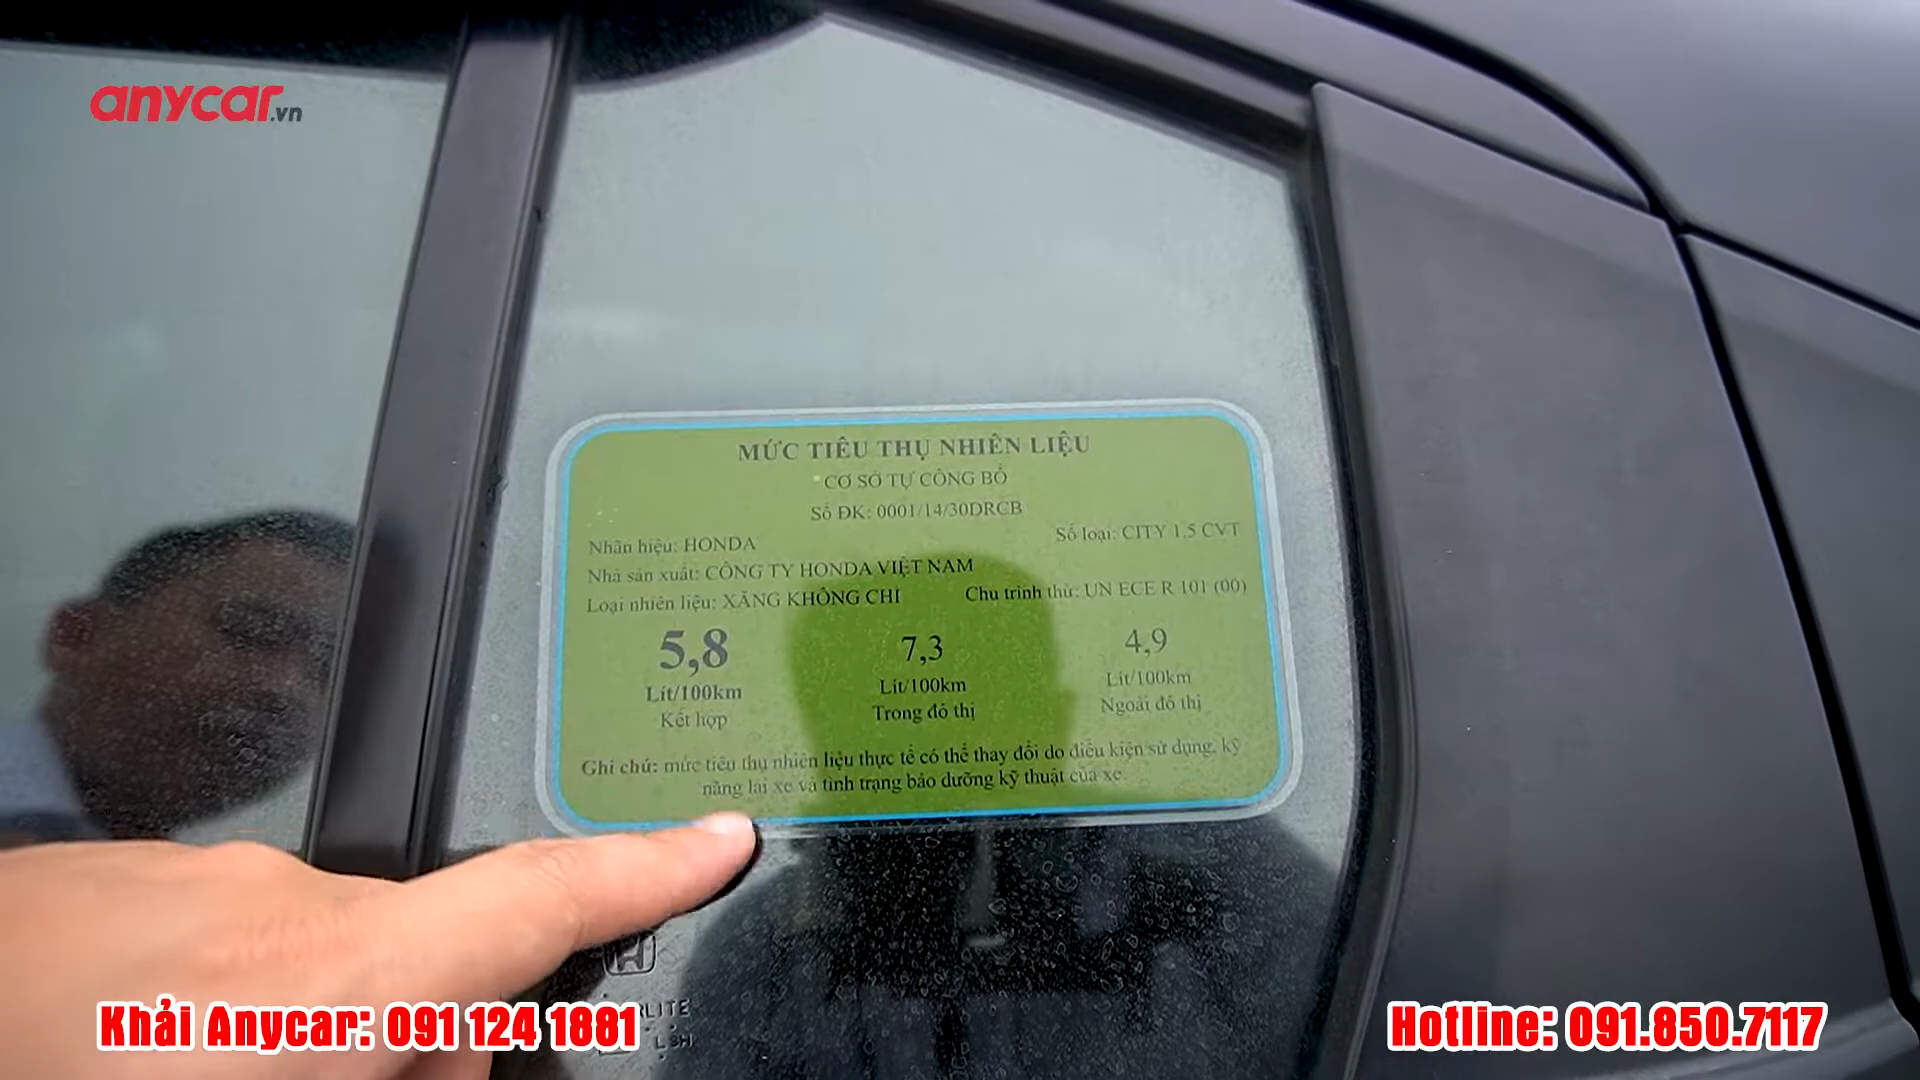 anycar.vn
MỨC TIÊU THỤ NHIÊN LIỆU
CƠ SỞ TỰ CÔNG BỐ
Số ĐK: 0001/14/30DRCB
Nhãn hiệu: HONDA Số loại: CITY 1.5 CVT
Nhà sản xuất: CÔNG TY HONDA VIỆT NAM
Loại nhiên liệu: XĂNG KHÔNG CHÌ Chu trình thử: UN ECE R 101 (00)
5,8 7,3 4,9
Lít/100km Lít/100km Lít/100km
Kết hợp Trong đô thị Ngoài đô thị
Ghi chú: mức tiêu thụ nhiên liệu thực tế có thể thay đổi do điều kiện sử dụng, kỹ
năng lái xe và tình trạng bảo dưỡng kỹ thuật của xe.
Khải Anycar: 091 124 1881
Hotline: 091.850.7117